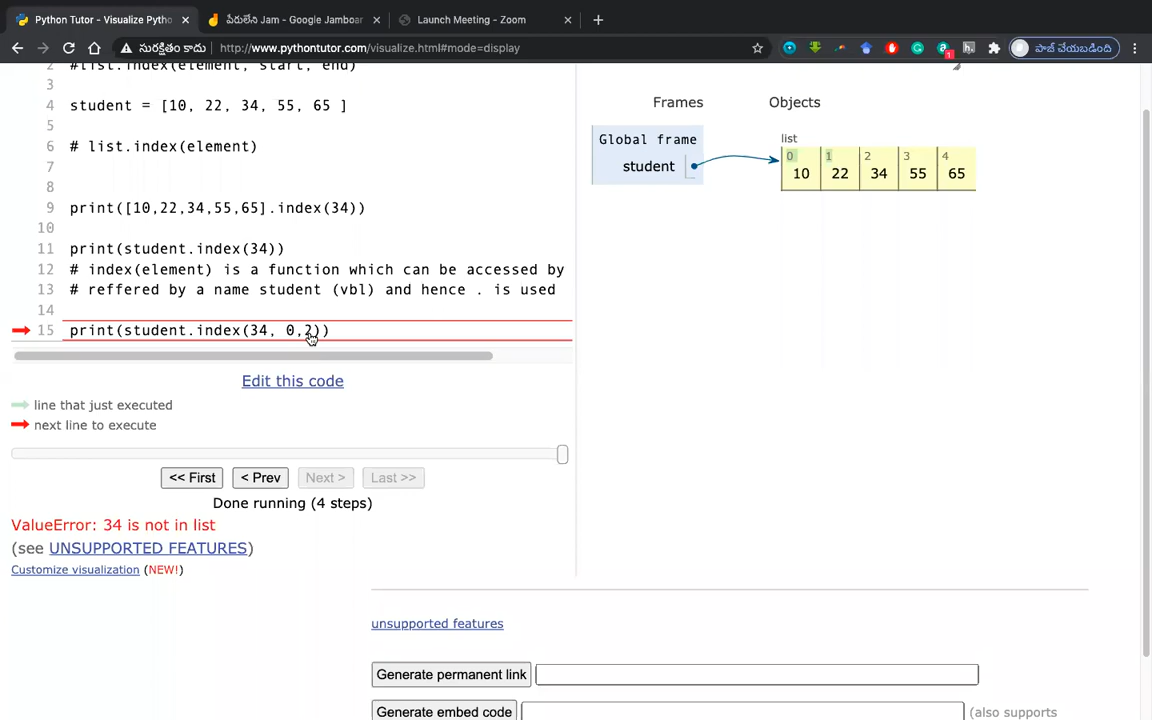 Python Tutor - Visualize Pytho
పేరులేని Jam - Google Jamboar
Launch Meeting - Zoom
సురక్షితం కాదు http://www.pythontutor.com/visualize.html#mode=display
పాజ్ చేయబడింది
2 #list.index(element, start, end)
3
4 student = [10, 22, 34, 55, 65 ]
5
6 # list.index(element)
7
8
9 print([10,22,34,55,65].index(34))
10
11 print(student.index(34))
12 # index(element) is a function which can be accessed by
13 # reffered by a name student (vbl) and hence . is used
14
15 print(student.index(34, 0,2))
Edit this code
line that just executed
next line to execute
<< First < Prev Next > Last >>
Done running (4 steps)
ValueError: 34 is not in list
(see UNSUPPORTED FEATURES)
Customize visualization (NEW!)
Frames Objects
Global frame
student
list
0 1 2 3 4
10 22 34 55 65
unsupported features
Generate permanent link
Generate embed code (also supports